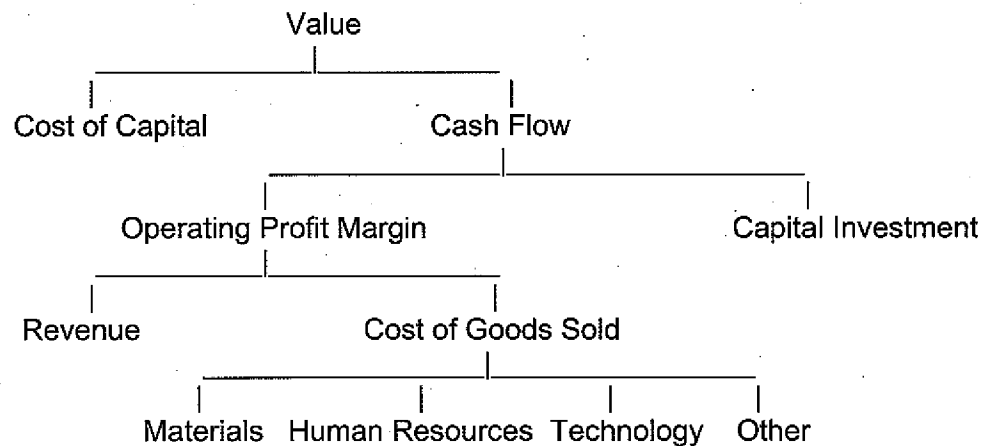 Value
Cost of Capital Cash Flow
Operating Profit Margin Capital Investment
Revenue Cost of Goods Sold
Materials Human Resources Technology Other